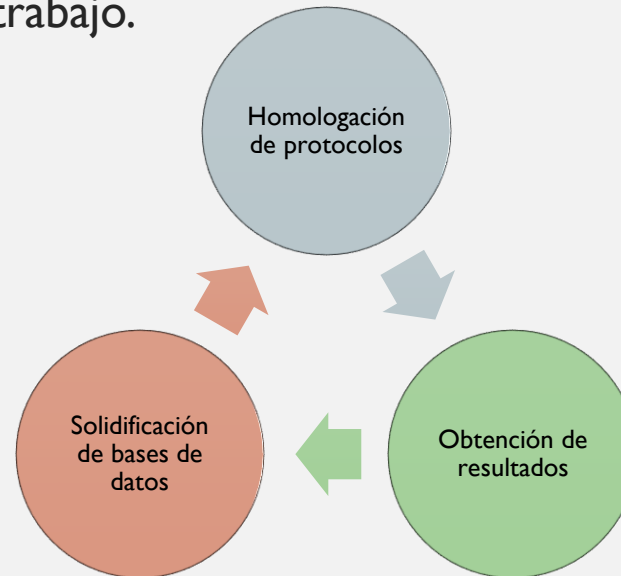 trabajo.
Homologación
de protocolos
Solidificación
de bases de
datos
Obtención de
resultados